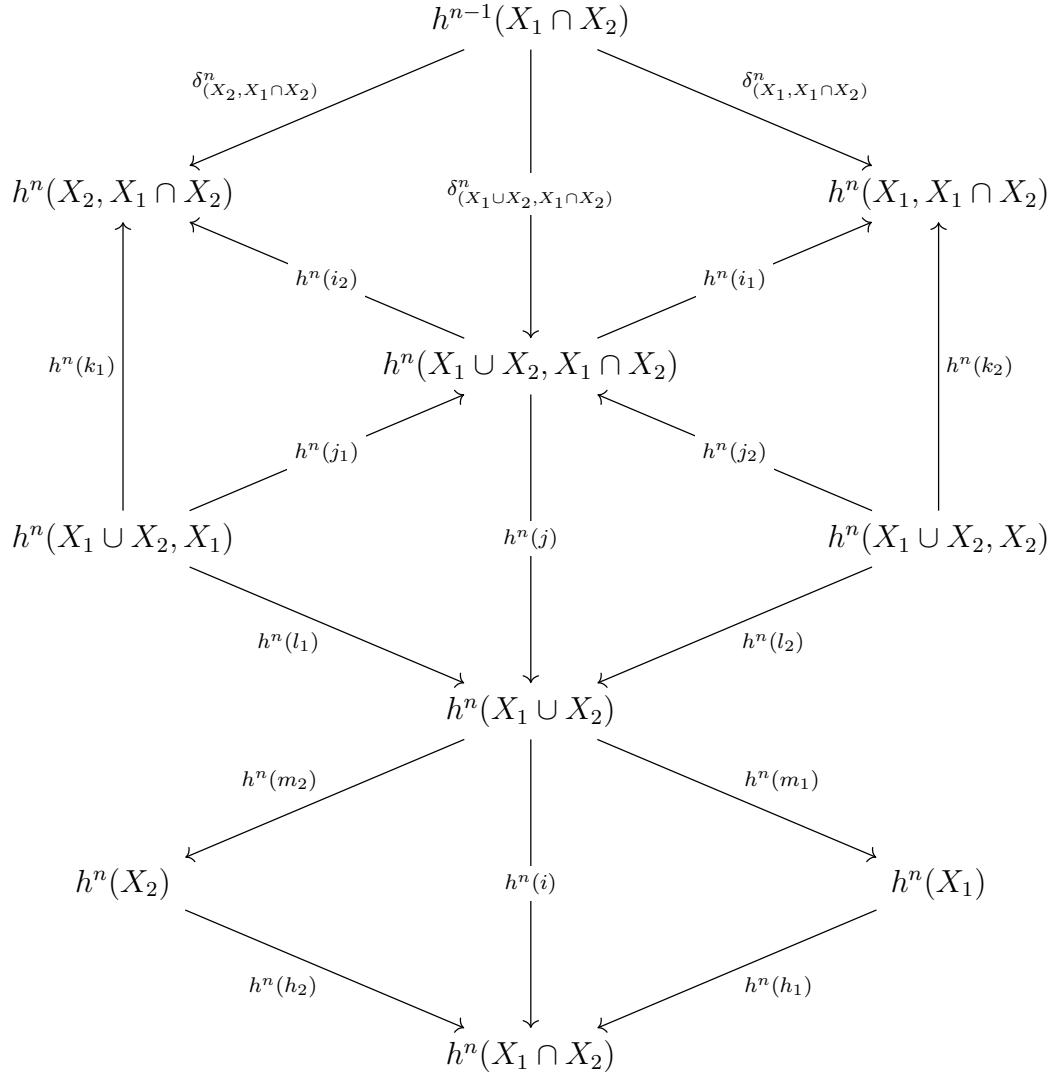 h^{n-1}(X_1 ∩ X_2)
δ^n_{(X_2, X_1∩X_2)} δ^n_{(X_1, X_1∩X_2)}
h^n(X_2, X_1 ∩ X_2) δ^n_{(X_1∪X_2, X_1∩X_2)} h^n(X_1, X_1 ∩ X_2)
h^n(i_2) h^n(i_1)
h^n(k_1) h^n(X_1 ∪ X_2, X_1 ∩ X_2) h^n(k_2)
h^n(j_1) h^n(j_2)
h^n(X_1 ∪ X_2, X_1) h^n(j) h^n(X_1 ∪ X_2, X_2)
h^n(l_1) h^n(l_2)
h^n(X_1 ∪ X_2)
h^n(m_2) h^n(m_1)
h^n(X_2) h^n(i) h^n(X_1)
h^n(h_2) h^n(h_1)
h^n(X_1 ∩ X_2)